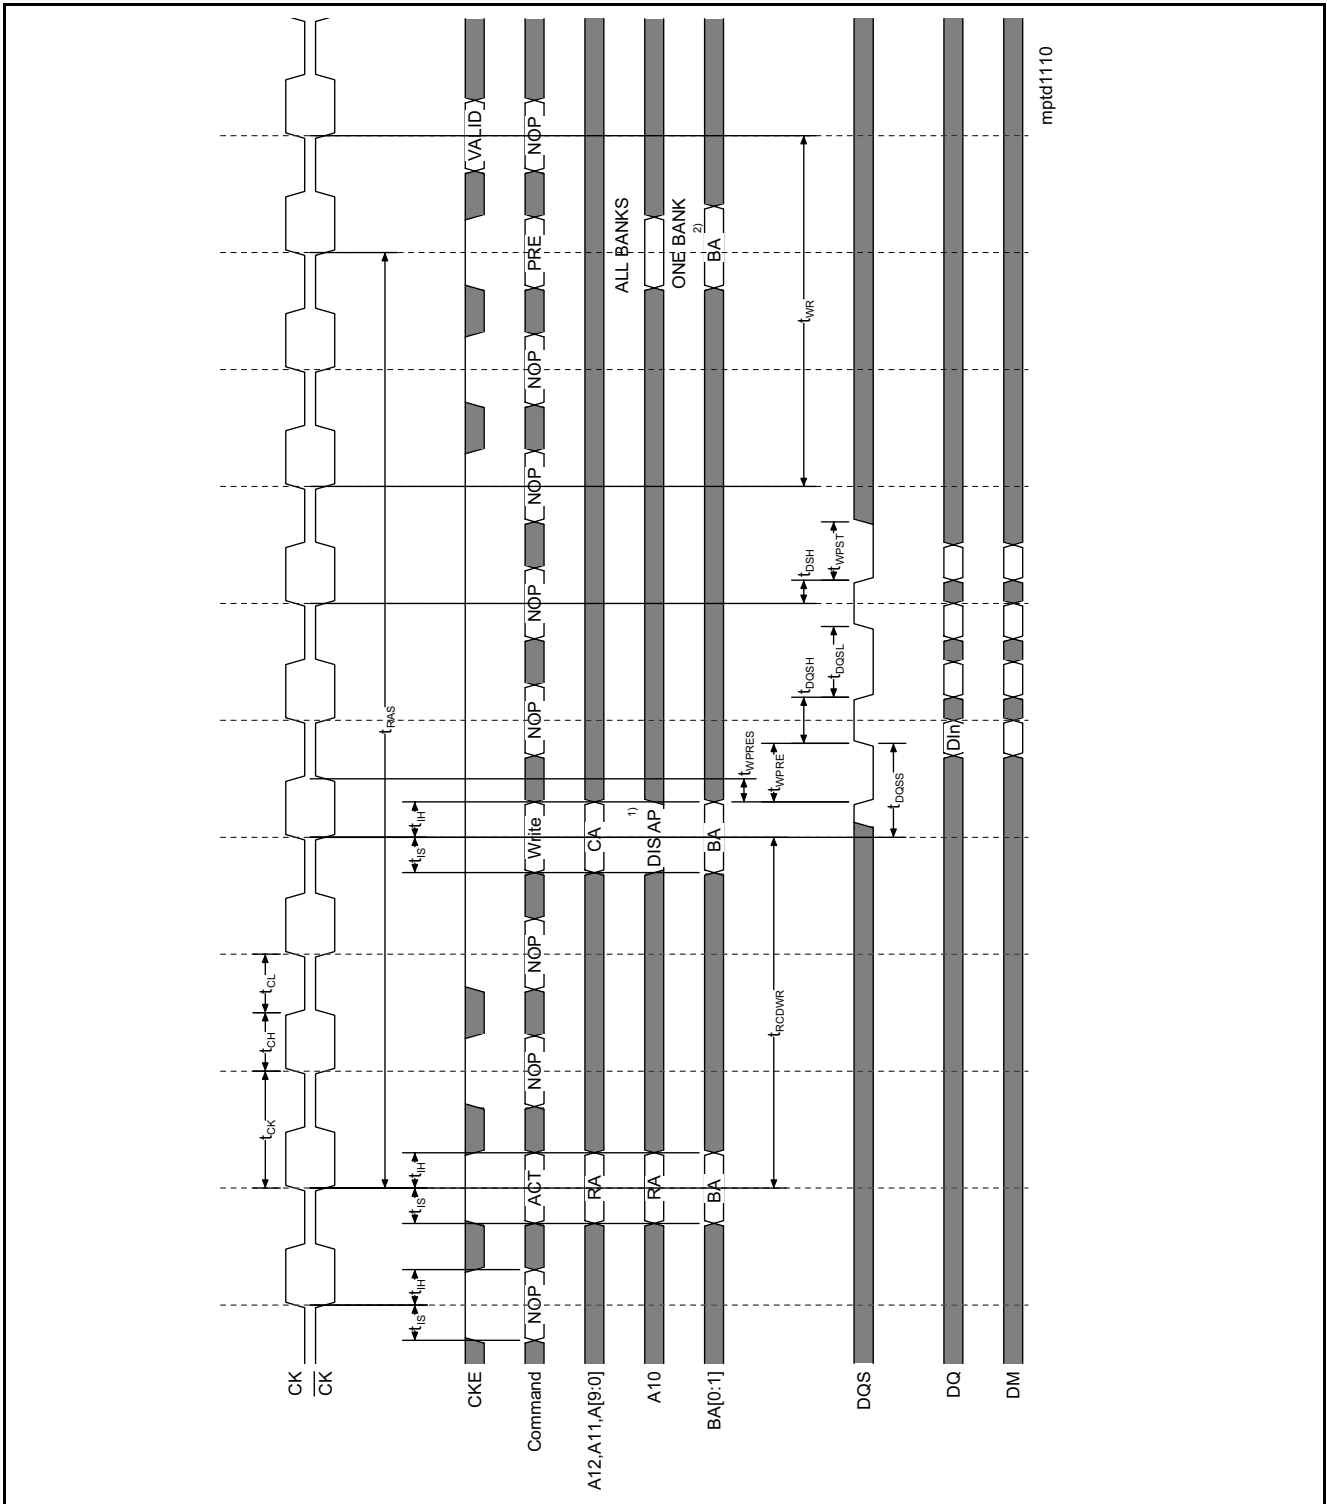 CK
CK
CKE
Command
A12,A11,A[9:0]
A10
BA[0:1]
DQS
DQ
DM
tCK
tCH
tCL
tIS
tIH
tIS
tIH
tIS
tIH
tRAS
NOP
ACT
NOP
NOP
NOP
Write
NOP
NOP
NOP
NOP
PRE
NOP
VALID
RA
CA
RA
DIS AP
1)
ALL BANKS
ONE BANK
BA
BA
BA
2)
tRCDWR
tWPRES
tWPRE
tDQSH
tDQSL
tDSH
tWPST
tWR
tDQSS
DIn
mptd1110